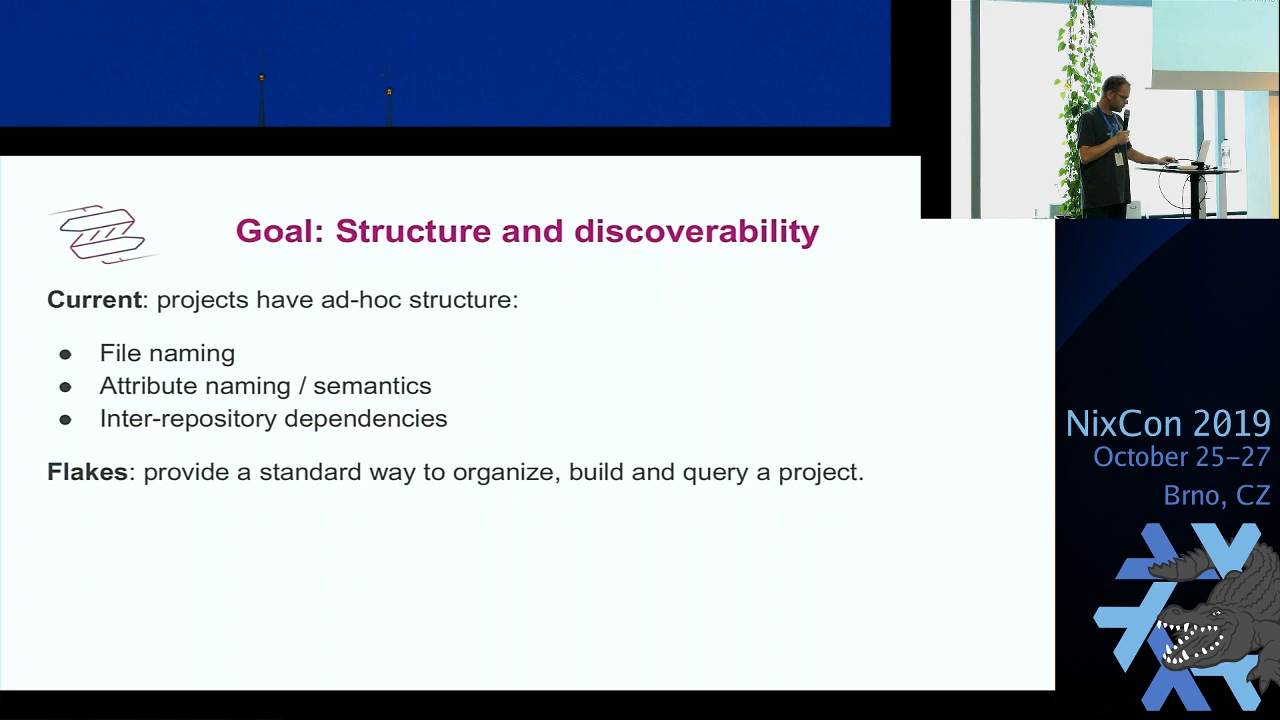 Goal: Structure and discoverability
Current: projects have ad-hoc structure:
● File naming
● Attribute naming / semantics
● Inter-repository dependencies
Flakes: provide a standard way to organize, build and query a project.
NixCon 2019
October 25–27
Brno, CZ